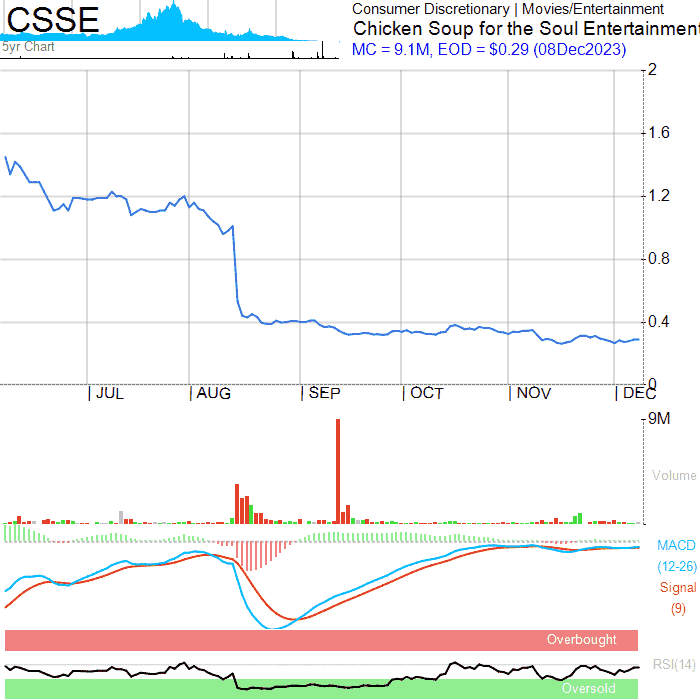 CSSE
5yr Chart
Consumer Discretionary | Movies/Entertainment
Chicken Soup for the Soul Entertainment
MC = 9.1M, EOD = $0.29 (08Dec2023)
2
1.6
1.2
0.8
0.4
0
JUL AUG SEP OCT NOV DEC
9M
Volume
MACD
(12-26)
Signal
(9)
Overbought
RSI(14)
Oversold